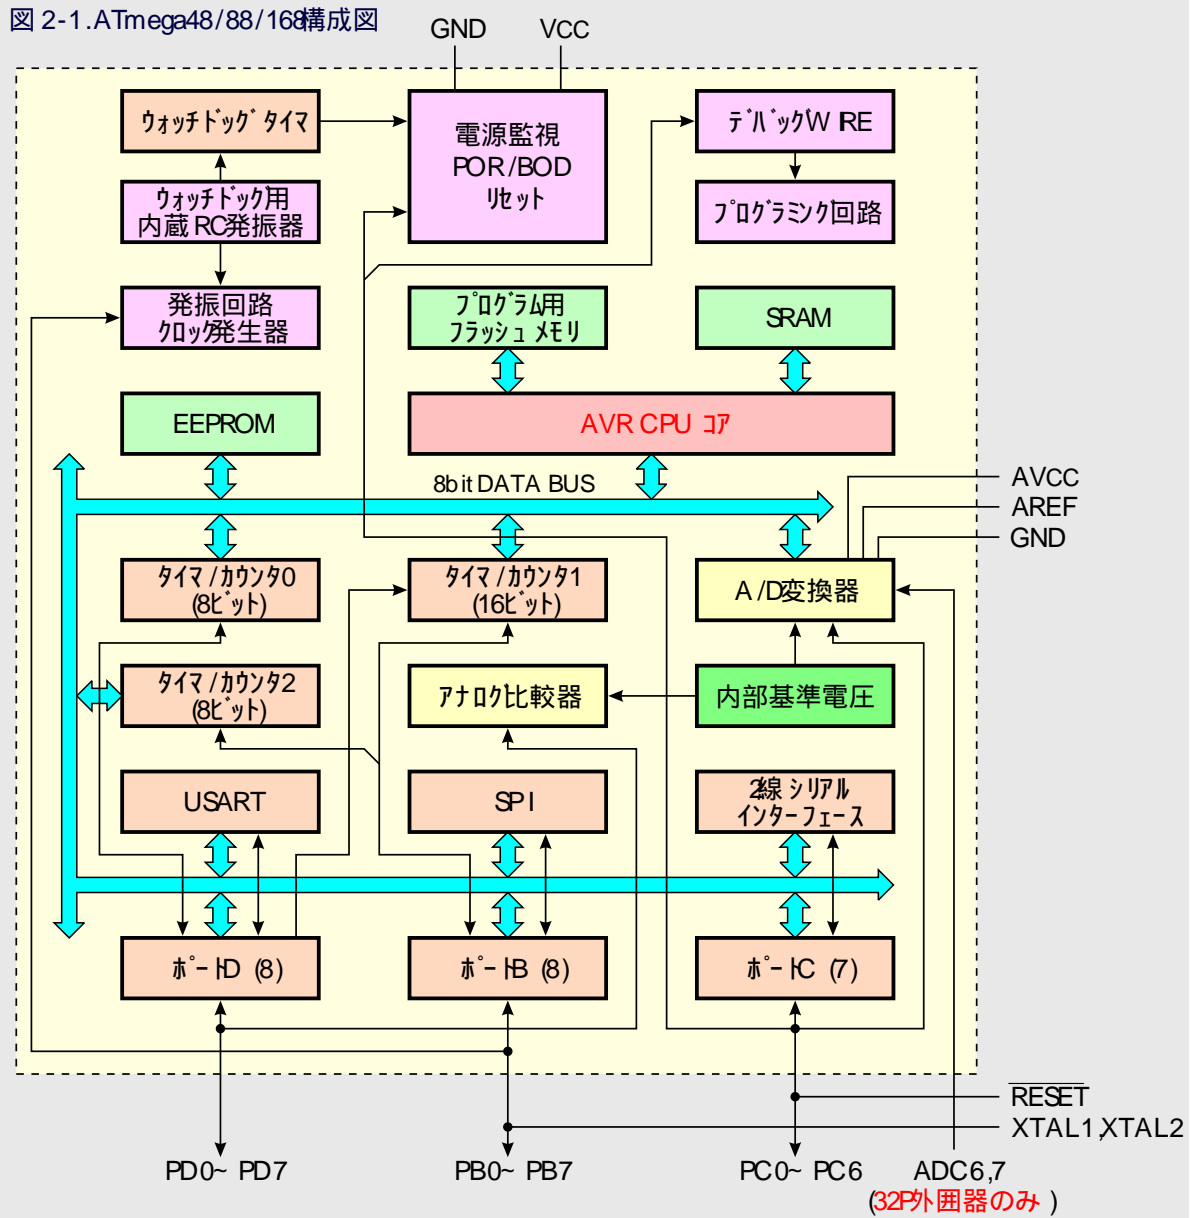 図 2-1.ATmega48/88/168構成図
GND
VCC
ウォッチドッグ タイマ
電源監視
POR/BOD
リセット
デバッグWIRE
ウォッチドッグ用
内蔵RC発振器
プログラミング回路
発振回路
クロック発生器
プログラム用
フラッシュ メモリ
SRAM
EEPROM
AVR CPU コア
8bit DATA BUS
AVCC
AREF
GND
タイマ/カウンタ0
(8ビット)
タイマ/カウンタ1
(16ビット)
A/D変換器
タイマ/カウンタ2
(8ビット)
アナログ比較器
内部基準電圧
USART
SPI
2線シリアル
インターフェース
ポートD (8)
ポートB (8)
ポートC (7)
RESET
XTAL1,XTAL2
PD0~PD7
PB0~PB7
PC0~PC6
ADC6,7
(32P外囲器のみ)